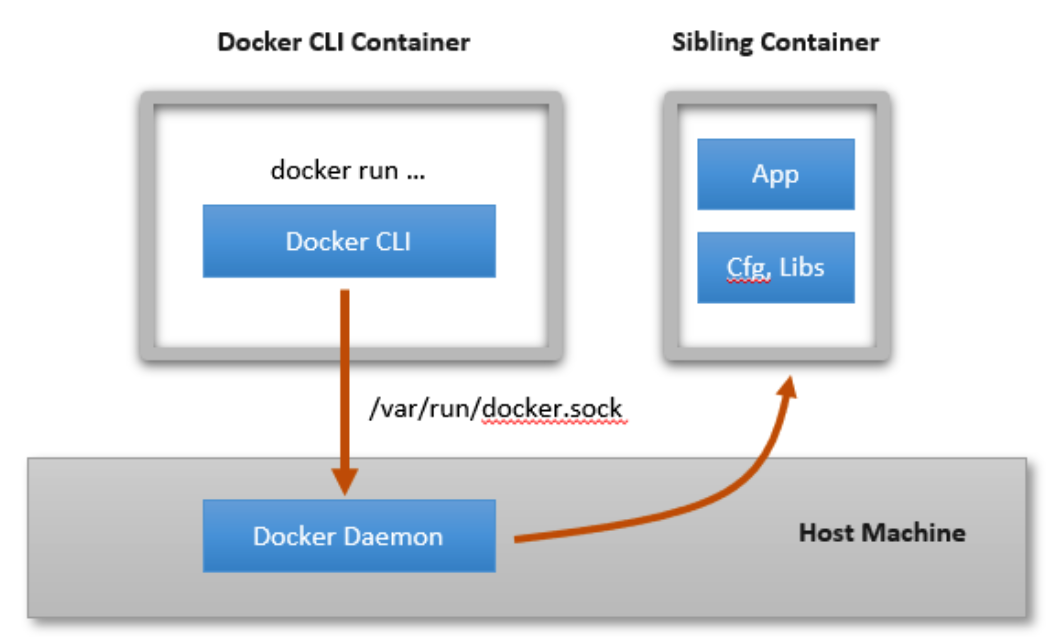 Docker CLI Container
Sibling Container
docker run ...
Docker CLI
App
Cfg, Libs
/var/run/docker.sock
Docker Daemon
Host Machine